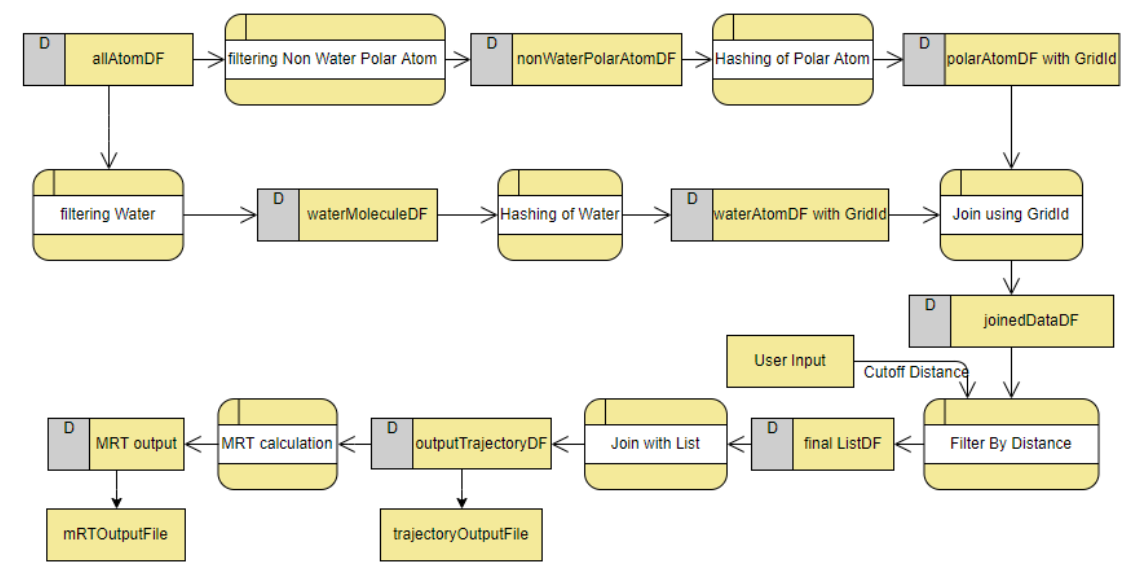 D
allAtomDF
filtering Non Water Polar Atom
D
nonWaterPolarAtomDF
Hashing of Polar Atom
D
polarAtomDF with GridId
filtering Water
D
waterMoleculeDF
Hashing of Water
D
waterAtomDF with GridId
Join using GridId
D
joinedDataDF
User Input
Cutoff Distance
D
MRT output
MRT calculation
D
outputTrajectoryDF
Join with List
D
final ListDF
Filter By Distance
mRTOutputFile
trajectoryOutputFile